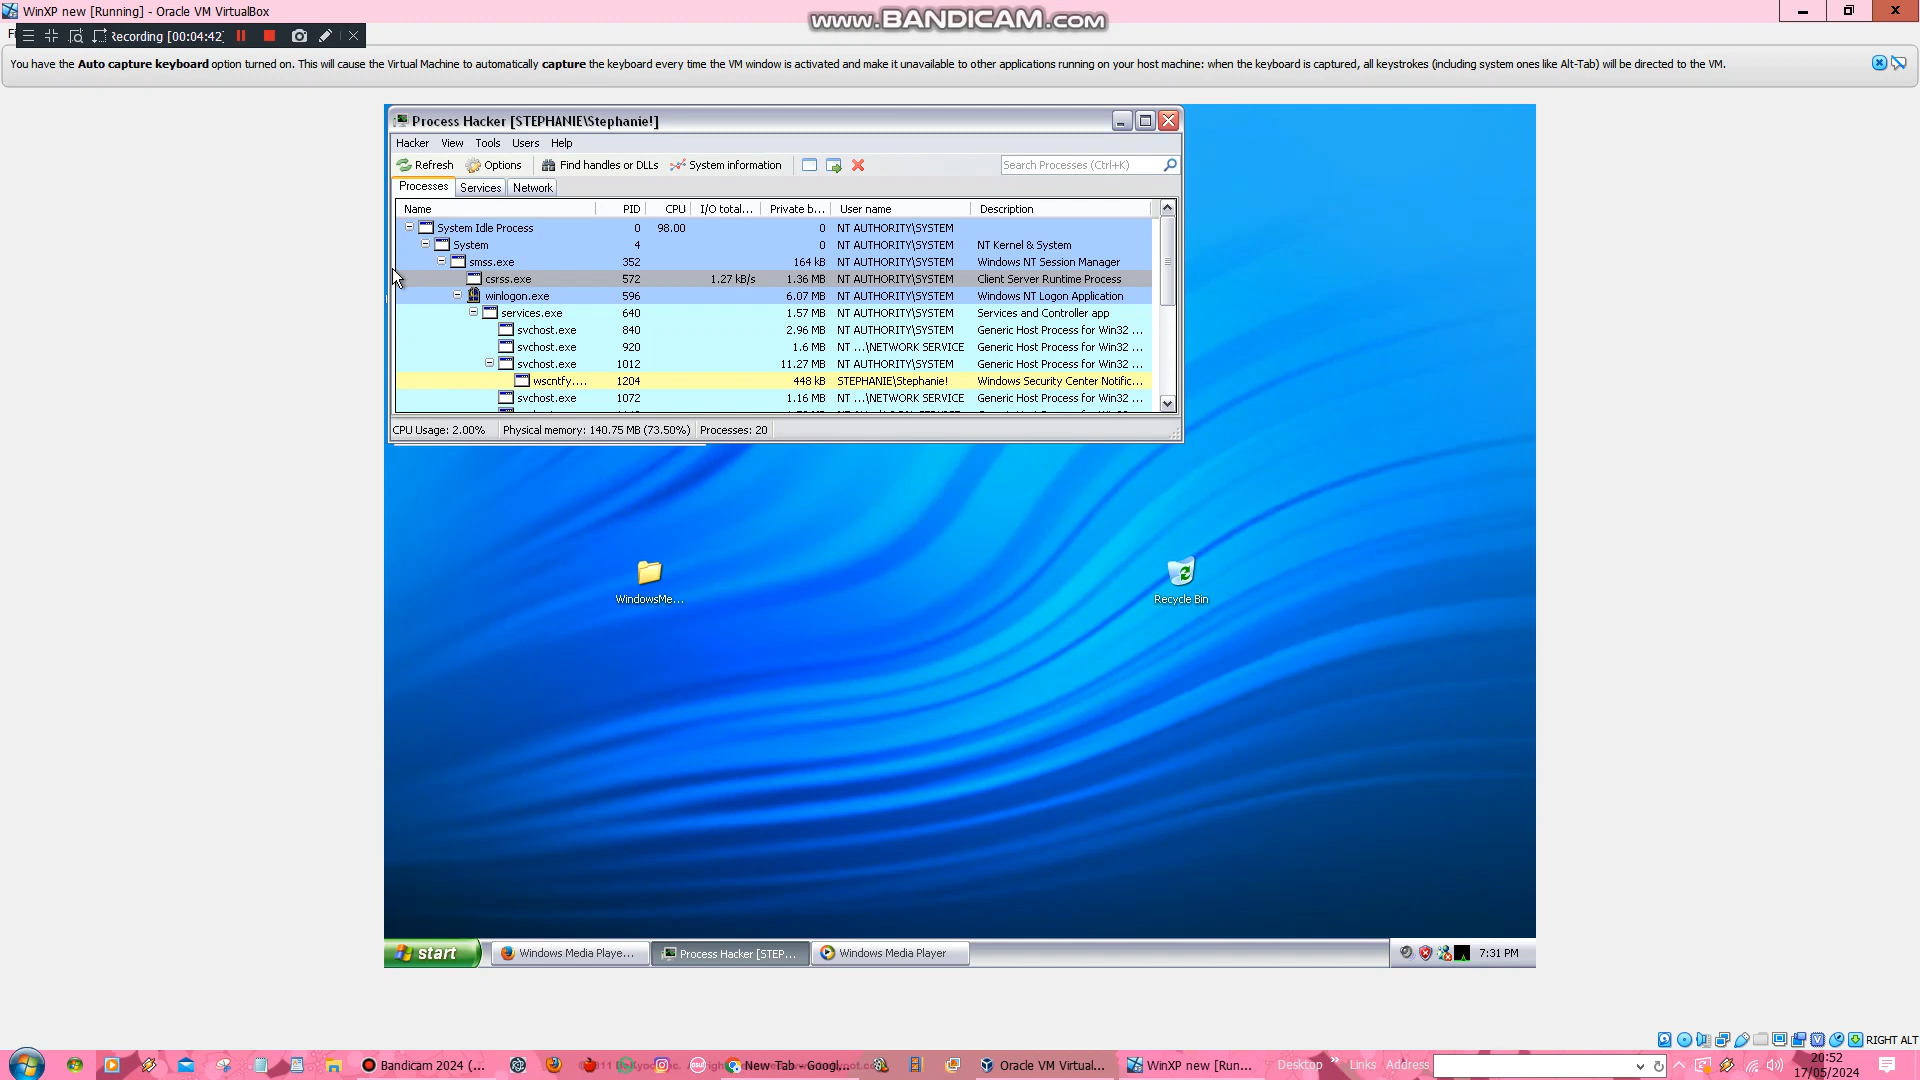 WinXP new [Running] - Oracle VM VirtualBox
www.BANDICAM.com
Recording [00:04:42]
You have the Auto capture keyboard option turned on. This will cause the Virtual Machine to automatically capture the keyboard every time the VM window is activated and make it unavailable to other applications running on your host machine: when the keyboard is captured, all keystrokes (including system ones like Alt-Tab) will be directed to the VM.
Process Hacker [STEPHANIE\Stephanie!]
Hacker View Tools Users Help
Refresh Options Find handles or DLLs System information Search Processes (Ctrl+K)
Processes Services Network
Name PID CPU I/O total... Private b... User name Description
System Idle Process 0 98.00 0 NT AUTHORITY\SYSTEM
System 4 0 NT AUTHORITY\SYSTEM NT Kernel & System
smss.exe 352 164 kB NT AUTHORITY\SYSTEM Windows NT Session Manager
csrss.exe 572 1.27 kB/s 1.36 MB NT AUTHORITY\SYSTEM Client Server Runtime Process
winlogon.exe 596 6.07 MB NT AUTHORITY\SYSTEM Windows NT Logon Application
services.exe 640 1.57 MB NT AUTHORITY\SYSTEM Services and Controller app
svchost.exe 840 2.96 MB NT AUTHORITY\SYSTEM Generic Host Process for Win32 ...
svchost.exe 920 1.6 MB NT ...\NETWORK SERVICE Generic Host Process for Win32 ...
svchost.exe 1012 11.27 MB NT AUTHORITY\SYSTEM Generic Host Process for Win32 ...
wscntfy.... 1204 448 kB STEPHANIE\Stephanie! Windows Security Center Notific...
svchost.exe 1072 1.16 MB NT ...\NETWORK SERVICE Generic Host Process for Win32 ...
CPU Usage: 2.00% Physical memory: 140.75 MB (73.50%) Processes: 20
WindowsMe...
Recycle Bin
start Windows Media Playe... Process Hacker [STEP... Windows Media Player 7:31 PM
RIGHT ALT
Bandicam 2024 (... New Tab - Googl... Oracle VM Virtual... WinXP new [Run... Desktop Links Address 20:52
17/05/2024